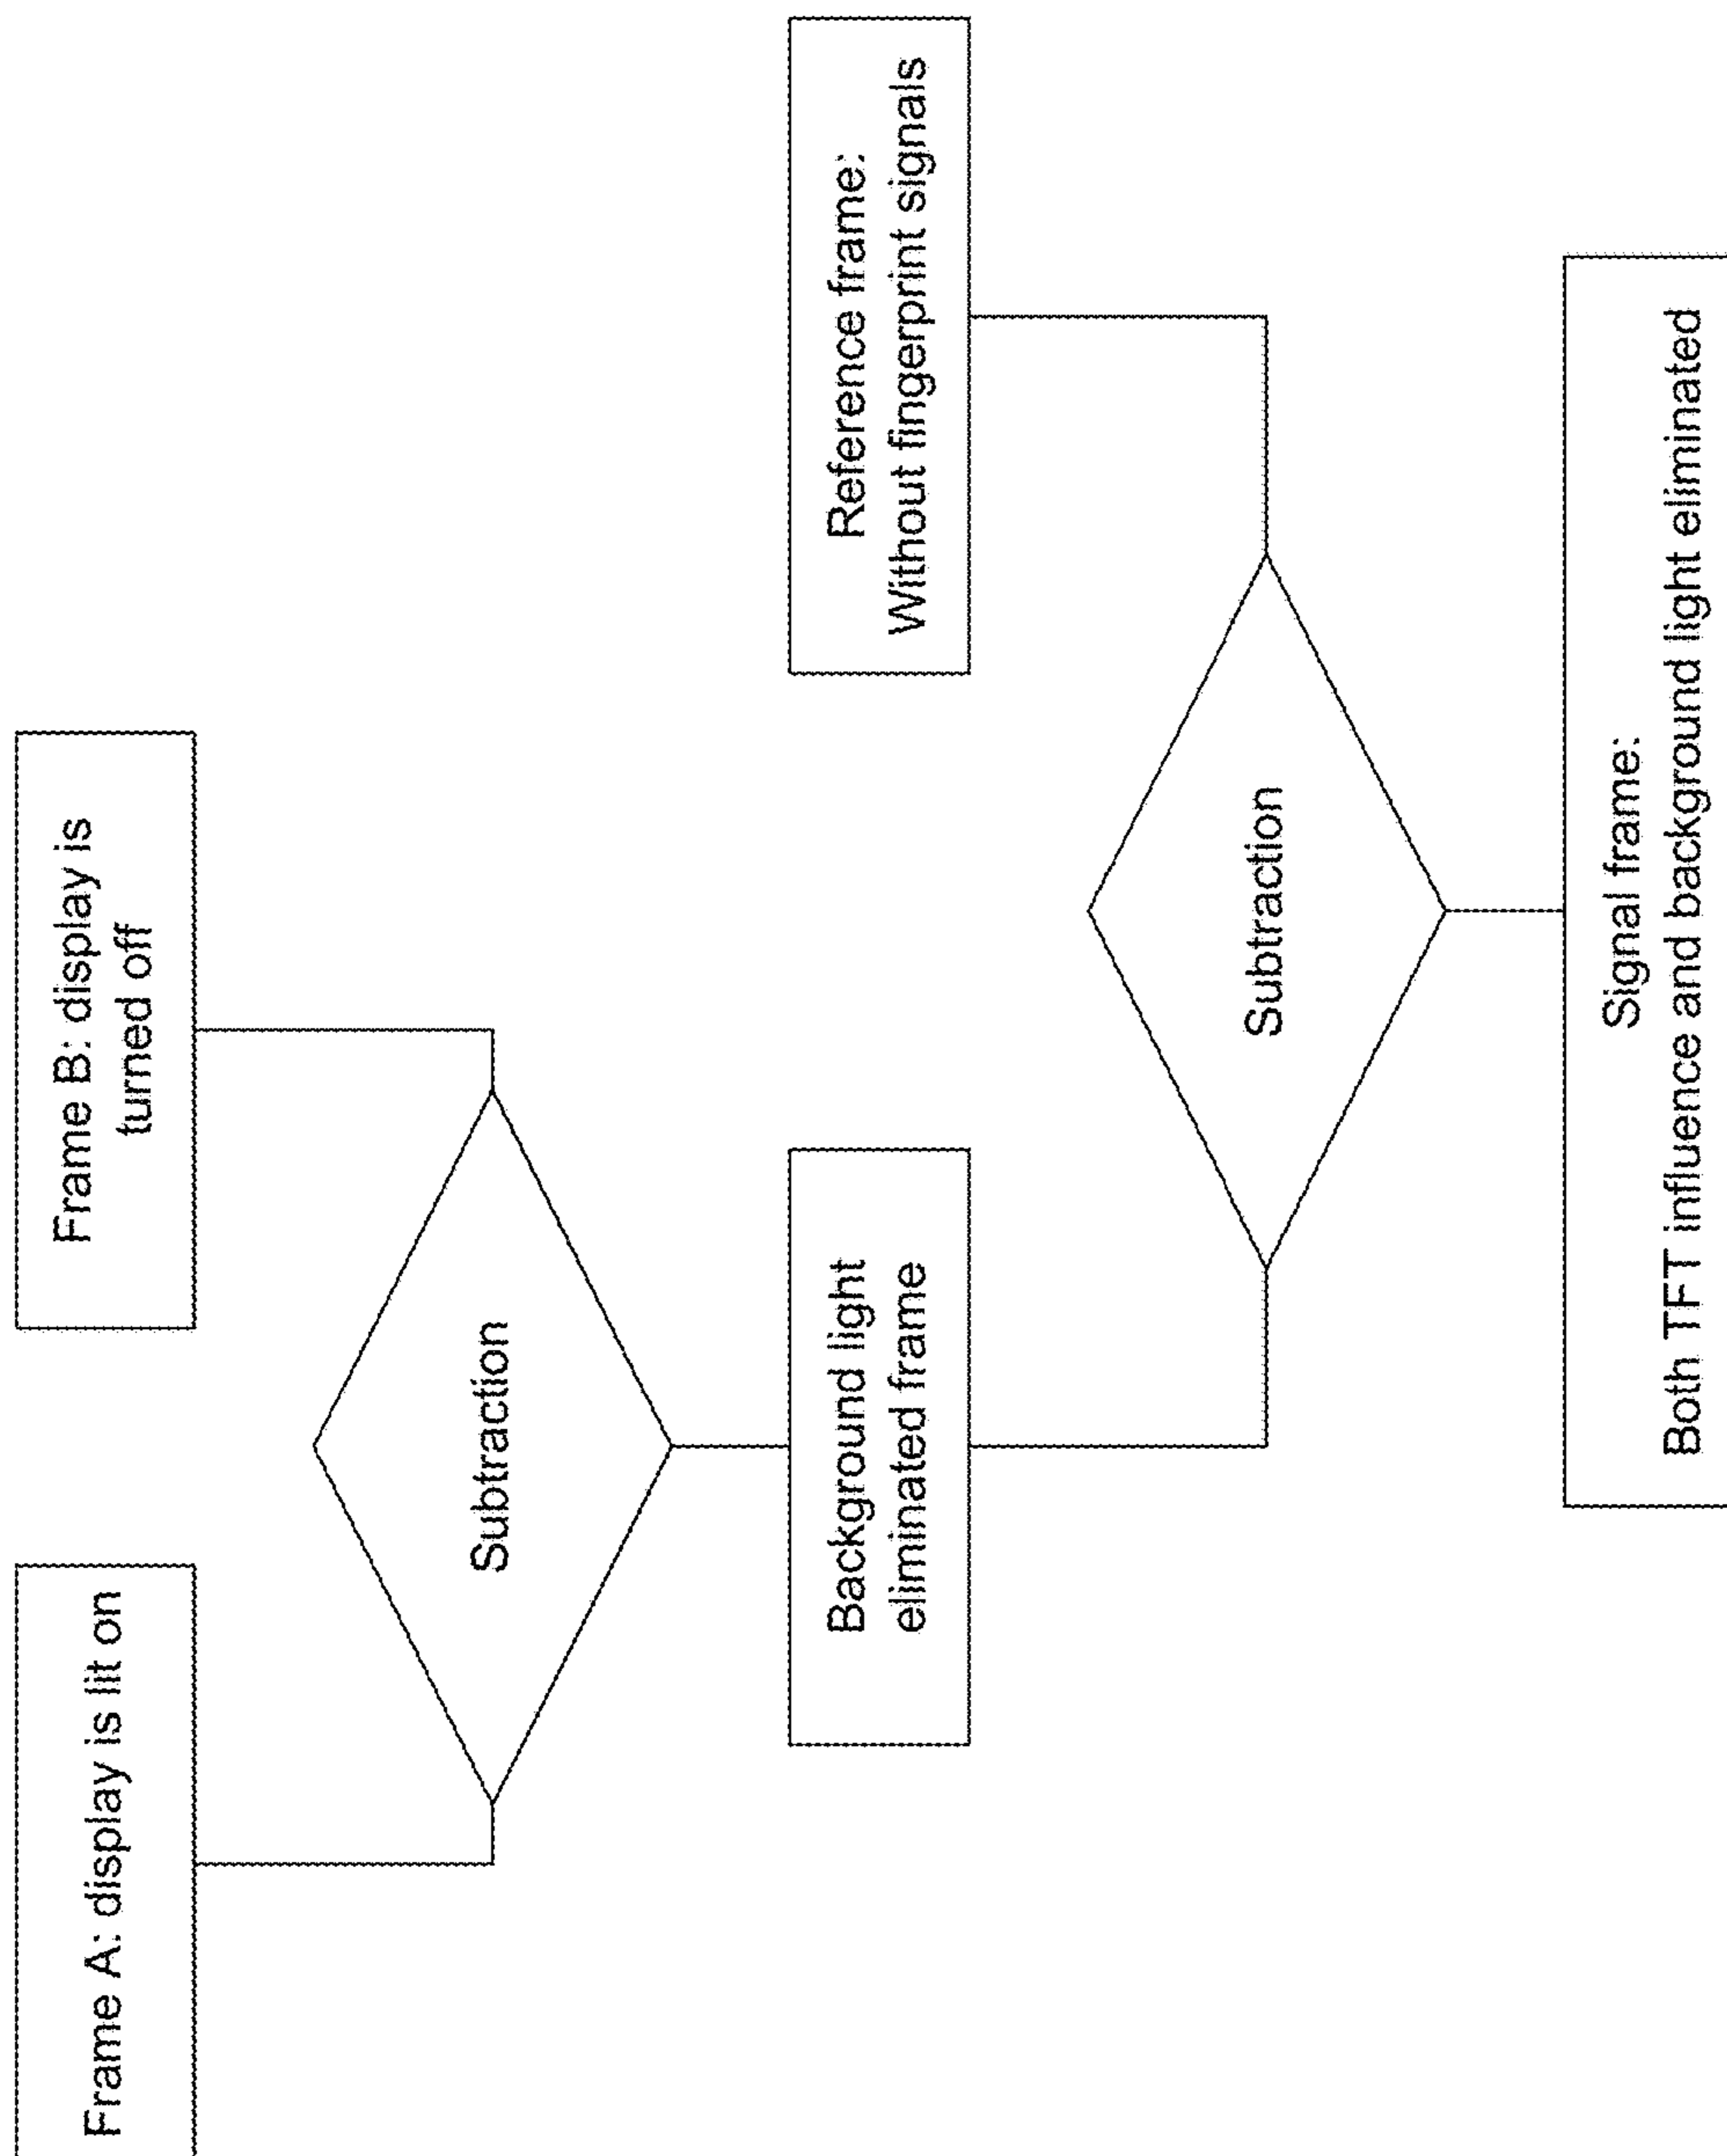 Frame A: display is lit on
Frame B: display is
turned off
Subtraction
Background light
eliminated frame
Reference frame:
Without fingerprint signals
Subtraction
Signal frame:
Both TFT influence and background light eliminated